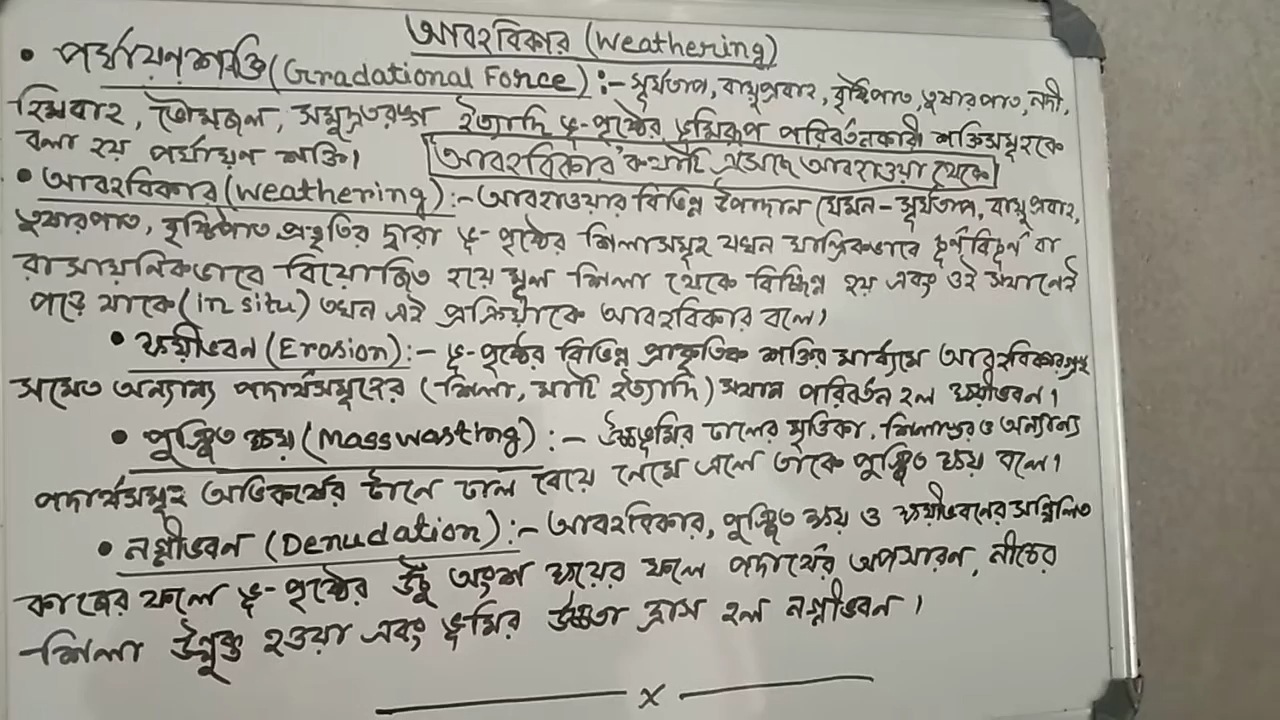 আবহবিকার (Weathering)
• পর্যায়ণ শক্তি (Gradational Force) :- সূর্যতাপ, বায়ুপ্রবাহ, বৃষ্টিপাত, তুষারপাত, নদী,
হিমবাহ, ভৌমজল, সমুদ্রতরঙ্গ ইত্যাদি ভূ-পৃষ্ঠের ভূমিরূপ পরিবর্তনকারী শক্তিসমূহকে
বলা হয় পর্যায়ণ শক্তি। 'আবহবিকার' কথাটি এসেছে আবহাওয়া থেকে।
• আবহবিকার (Weathering) :- আবহাওয়ার বিভিন্ন উপাদান যেমন- সূর্যতাপ, বায়ুপ্রবাহ,
তুষারপাত, বৃষ্টিপাত প্রভৃতির দ্বারা ভূ-পৃষ্ঠের শিলাসমূহ যখন যান্ত্রিকভাবে চূর্ণবিচূর্ণ বা
রাসায়নিকভাবে বিয়োজিত হয়ে মূল শিলা থেকে বিচ্ছিন্ন হয় এবং ওই স্থানেই
পড়ে থাকে (in situ) তখন এই প্রক্রিয়াকে আবহবিকার বলে।
• ক্ষয়ীভবন (Erosion) :- ভূ-পৃষ্ঠের বিভিন্ন প্রাকৃতিক শক্তির মাধ্যমে আবহবিকারগ্রস্থ
সমেত অন্যান্য পদার্থসমূহের (শিলা, মাটি ইত্যাদি) স্থান পরিবর্তন হল ক্ষয়ীভবন।
• পুঞ্জিত ক্ষয় (Mass wasting) :- উচ্চভূমির ঢালের মৃত্তিকা, শিলাস্তর ও অন্যান্য
পদার্থসমূহ অভিকর্ষের টানে ঢাল বেয়ে নেমে এলে তাকে পুঞ্জিত ক্ষয় বলে।
• নগ্নীভবন (Denudation) :- আবহবিকার, পুঞ্জিত ক্ষয় ও ক্ষয়ীভবনের সম্মিলিত
কাজের ফলে ভূ-পৃষ্ঠের উঁচু অংশ ক্ষয়ের ফলে পদার্থের অপসারন, নীচের
শিলা উন্মুক্ত হওয়া এবং ভূমির উচ্চতা হ্রাস হল নগ্নীভবন।
x